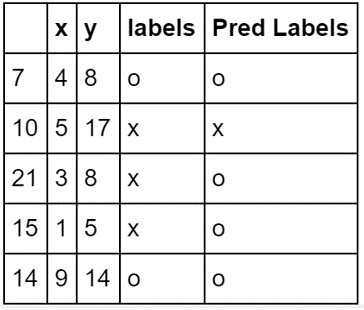 x y labels Pred Labels
7 4 8 o o
10 5 17 x x
21 3 8 x o
15 1 5 x o
14 9 14 o o